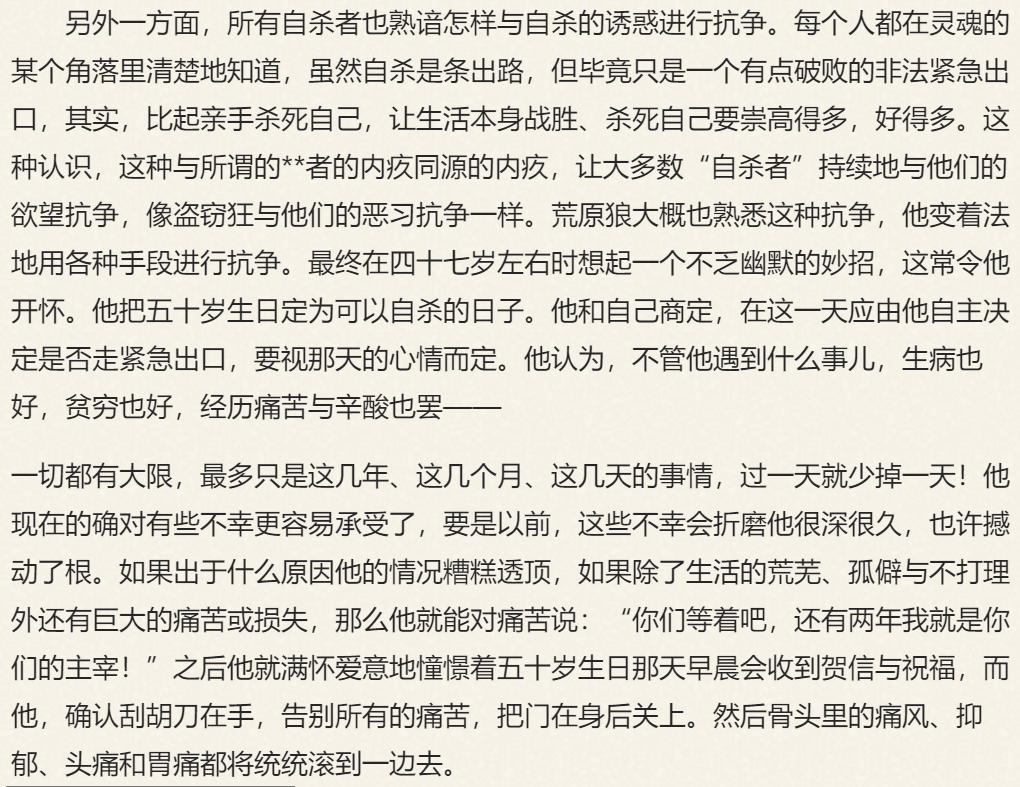 另外一方面，所有自杀者也熟谙怎样与自杀的诱惑进行抗争。每个人都在灵魂的
某个角落里清楚地知道，虽然自杀是条出路，但毕竟只是一个有点破败的非法紧急出
口，其实，比起亲手杀死自己，让生活本身战胜、杀死自己要崇高得多，好得多。这
种认识，这种与所谓的**者的内疚同源的内疚，让大多数“自杀者”持续地与他们的
欲望抗争，像盗窃狂与他们的恶习抗争一样。荒原狼大概也熟悉这种抗争，他变着法
地用各种手段进行抗争。最终在四十七岁左右时想起一个不乏幽默的妙招，这常令他
开怀。他把五十岁生日定为可以自杀的日子。他和自己商定，在这一天应由他自主决
定是否走紧急出口，要视那天的心情而定。他认为，不管他遇到什么事儿，生病也
好，贫穷也好，经历痛苦与辛酸也罢——
一切都有大限，最多只是这几年、这几个月、这几天的事情，过一天就少掉一天！他
现在的确对有些不幸更容易承受了，要是以前，这些不幸会折磨他很深很久，也许撼
动了根。如果出于什么原因他的情况糟糕透顶，如果除了生活的荒芜、孤僻与不打理
外还有巨大的痛苦或损失，那么他就能对痛苦说：“你们等着吧，还有两年我就是你
们的主宰！”之后他就满怀爱意地憧憬着五十岁生日那天早晨会收到贺信与祝福，而
他，确认刮胡刀在手，告别所有的痛苦，把门在身后关上。然后骨头里的痛风、抑
郁、头痛和胃痛都将统统滚到一边去。